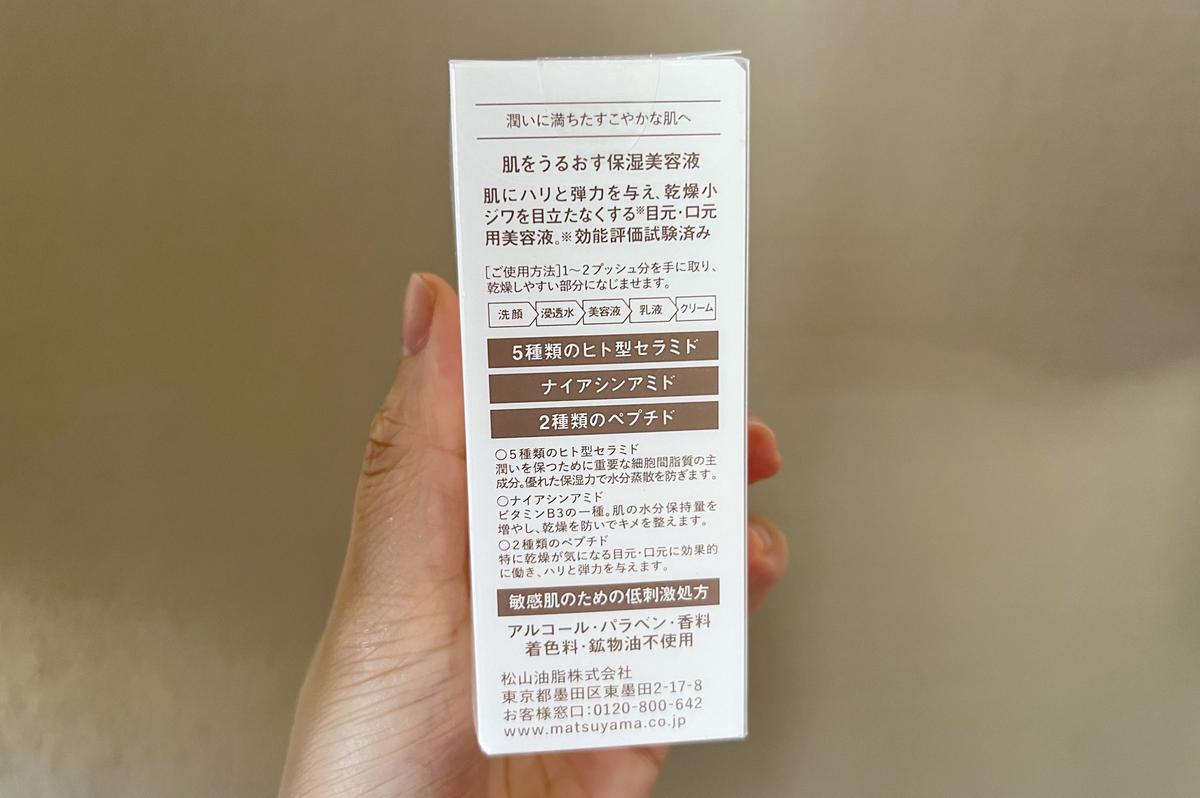 潤いに満ちたすこやかな肌へ
肌をうるおす保湿美容液
肌にハリと弾力を与え、乾燥小
ジワを目立たなくする※目元・口元
用美容液。※効能評価試験済み
[ご使用方法]1～2プッシュ分を手に取り、
乾燥しやすい部分になじませます。
洗顔 浸透水 美容液 乳液 クリーム
5種類のヒト型セラミド
ナイアシンアミド
2種類のペプチド
○5種類のヒト型セラミド
潤いを保つために重要な細胞間脂質の主
成分。優れた保湿力で水分蒸散を防ぎます。
○ナイアシンアミド
ビタミンB3の一種。肌の水分保持量を
増やし、乾燥を防いでキメを整えます。
○2種類のペプチド
特に乾燥が気になる目元・口元に効果的
に働き、ハリと弾力を与えます。
敏感肌のための低刺激処方
アルコール・パラベン・香料
着色料・鉱物油不使用
松山油脂株式会社
東京都墨田区東墨田2-17-8
お客様窓口:0120-800-642
www.matsuyama.co.jp